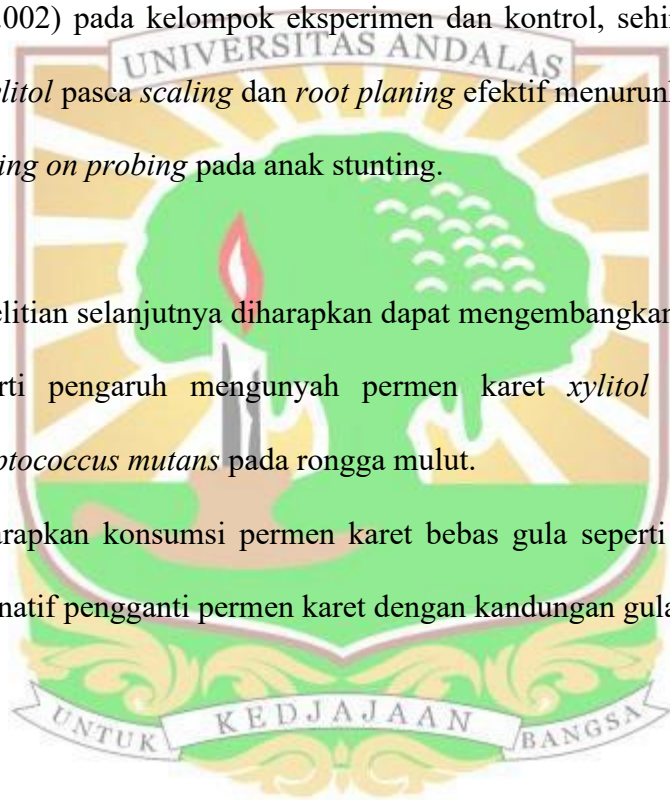 .002) pada kelompok eksperimen dan kontrol, sehi
UNIVERSITAS ANDALAS
litol pasca scaling dan root planing efektif menurunk
ing on probing pada anak stunting.
elitian selanjutnya diharapkan dapat mengembangkan
rti pengaruh mengunyah permen karet xylitol
ptococcus mutans pada rongga mulut.
arapkan konsumsi permen karet bebas gula seperti
natif pengganti permen karet dengan kandungan gula
UNTUK KEDJAJAAN BANGSA